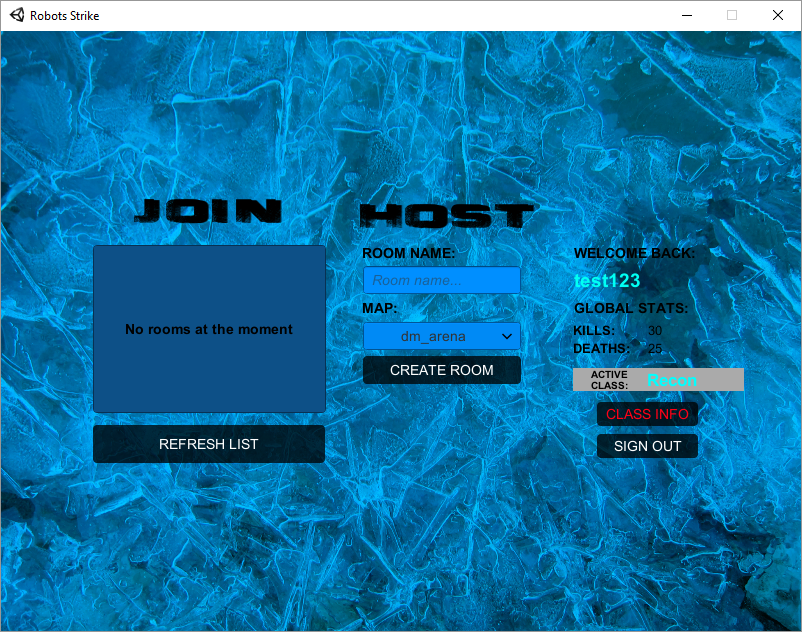 Robots Strike
JOIN
No rooms at the moment
REFRESH LIST
HOST
ROOM NAME:
Room name...
MAP:
dm_arena
CREATE ROOM
WELCOME BACK:
test123
GLOBAL STATS:
KILLS: 30
DEATHS: 25
ACTIVE
CLASS: Recon
CLASS INFO
SIGN OUT